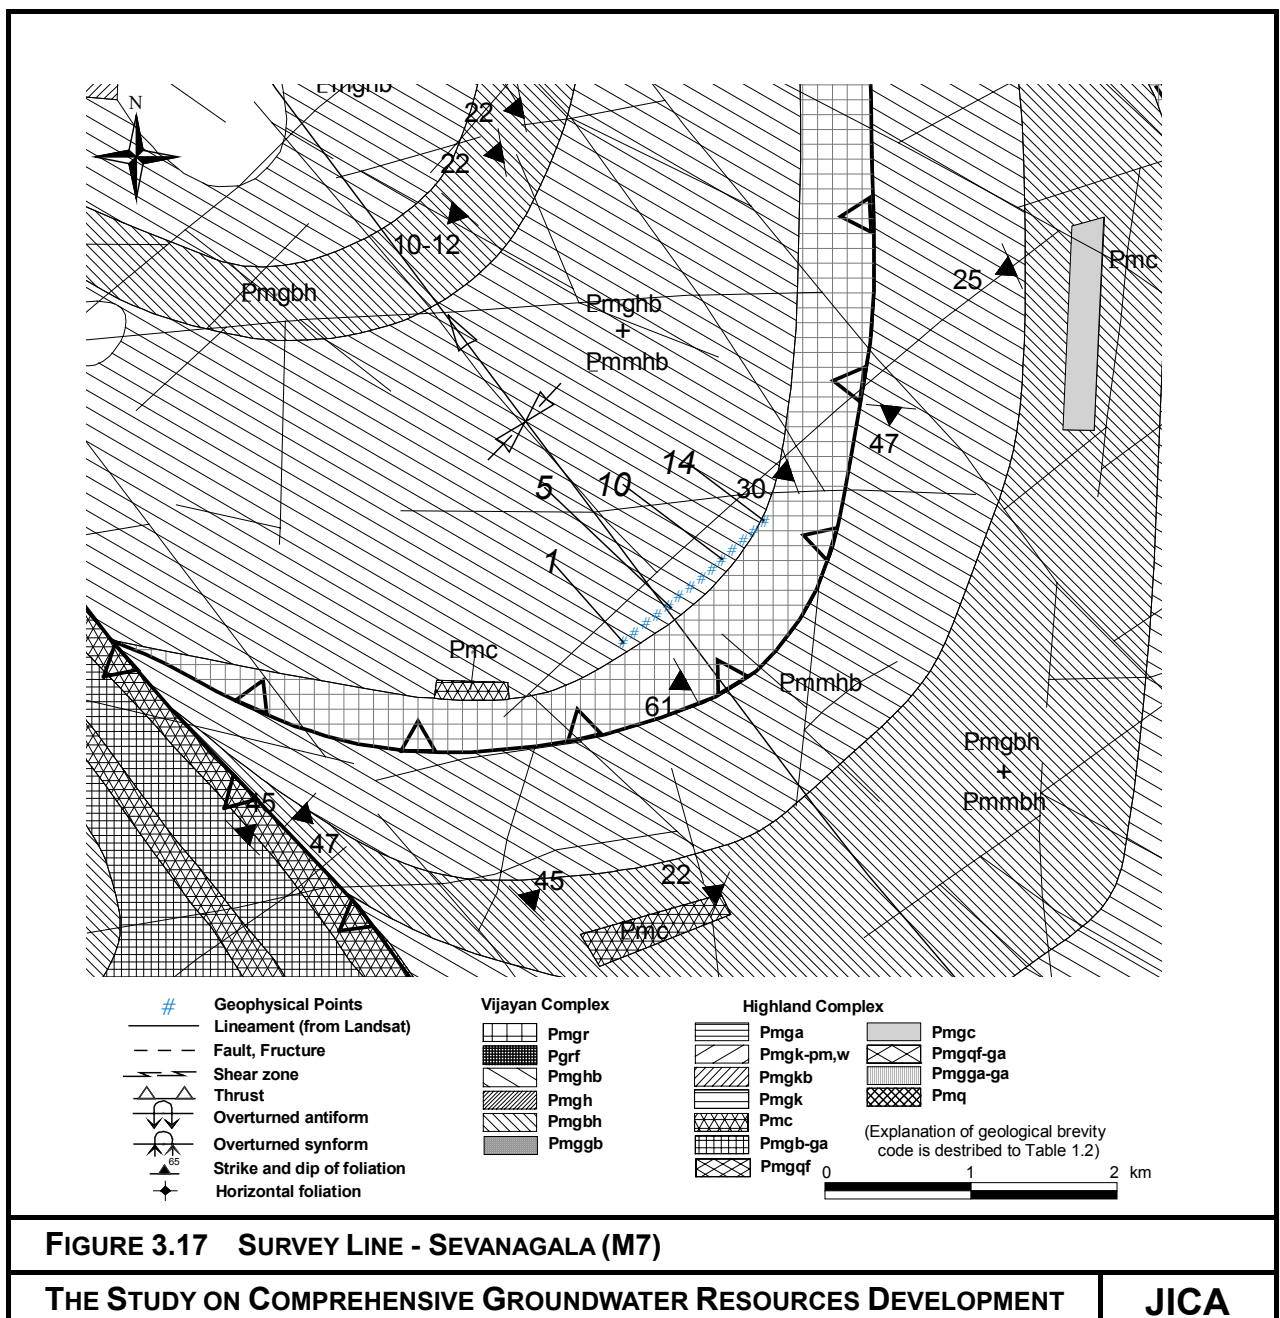 Pmghb
N
22
22
10-12
Pmgbh
Pmghb
+
Pmmhb
25
Pmc
47
14
10
5
30
1
Pmc
61
Pmmhb
Pmgbh
+
Pmmbh
45
47
45
22
Pmc
# Geophysical Points
Lineament (from Landsat)
Fault, Fructure
Shear zone
Thrust
Overturned antiform
Overturned synform
65
Strike and dip of foliation
Horizontal foliation
Vijayan Complex
Pmgr
Pgrf
Pmghb
Pmgh
Pmgbh
Pmggb
Highland Complex
Pmga
Pmgk-pm,w
Pmgkb
Pmgk
Pmc
Pmgb-ga
Pmgqf
Pmgc
Pmgqf-ga
Pmgga-ga
Pmq
(Explanation of geological brevity
code is destribed to Table 1.2)
0 1 2 km
FIGURE 3.17 SURVEY LINE - SEVANAGALA (M7)
THE STUDY ON COMPREHENSIVE GROUNDWATER RESOURCES DEVELOPMENT
JICA